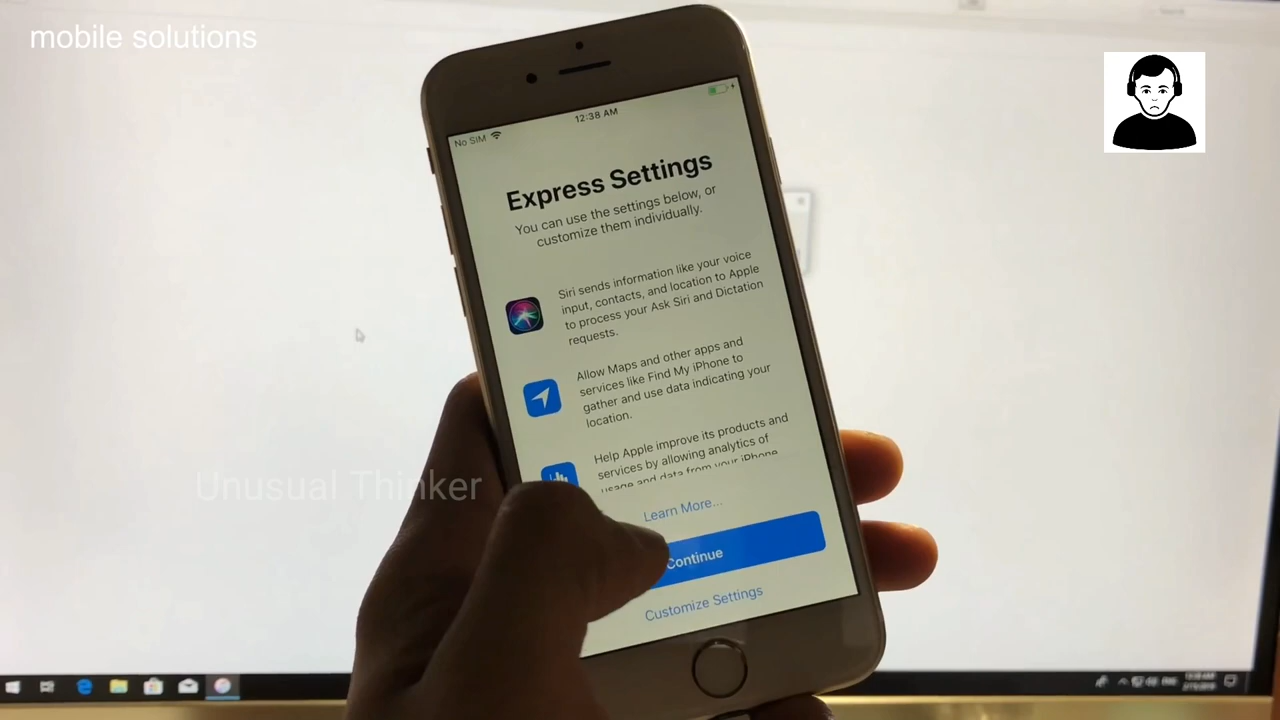 mobile solutions
No SIM
12:38 AM
Express Settings
You can use the settings below, or
customize them individually.
Siri sends information like your voice
input, contacts, and location to Apple
to process your Ask Siri and Dictation
requests.
Allow Maps and other apps and
services like Find My iPhone to
gather and use data indicating your
location.
Help Apple improve its products and
services by allowing analytics of
usage and data from your iPhone
Learn More...
Continue
Customize Settings
Unusual Thinker